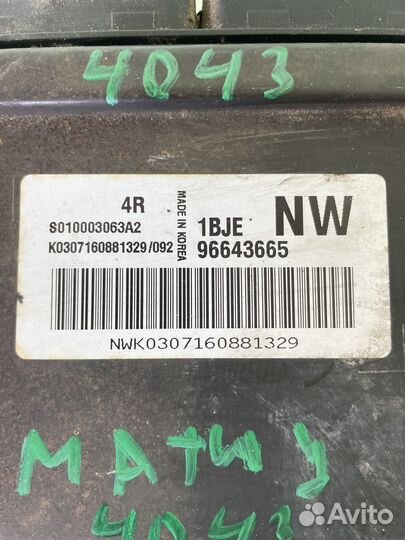 4043
4R
S010003063A2
K0307160881329/092
MADE IN KOREA
1BJE
NW
96643665
NWK0307160881329
МАТИЗ
4043
Avito